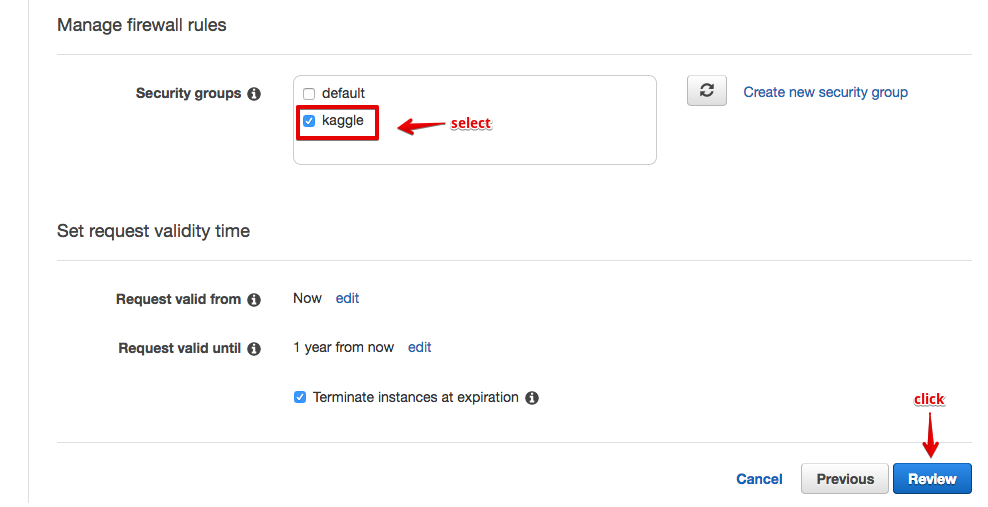 Manage firewall rules
Security groups
default
Create new security group
kaggle
select
Set request validity time
Request valid from
Now edit
Request valid until
1 year from now edit
Terminate instances at expiration
click
Cancel Previous Review